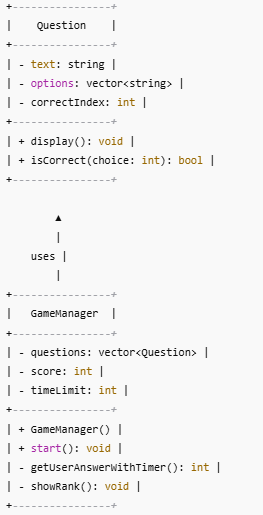 +----------------+
|    Question    |
+----------------+
| - text: string |
| - options: vector<string> |
| - correctIndex: int |
+----------------+
| + display(): void |
| + isCorrect(choice: int): bool |
+----------------+
▲
|
uses |
|
+----------------+
|   GameManager  |
+----------------+
| - questions: vector<Question> |
| - score: int |
| - timeLimit: int |
+----------------+
| + GameManager() |
| + start(): void |
| - getUserAnswerWithTimer(): int |
| - showRank(): void |
+----------------+